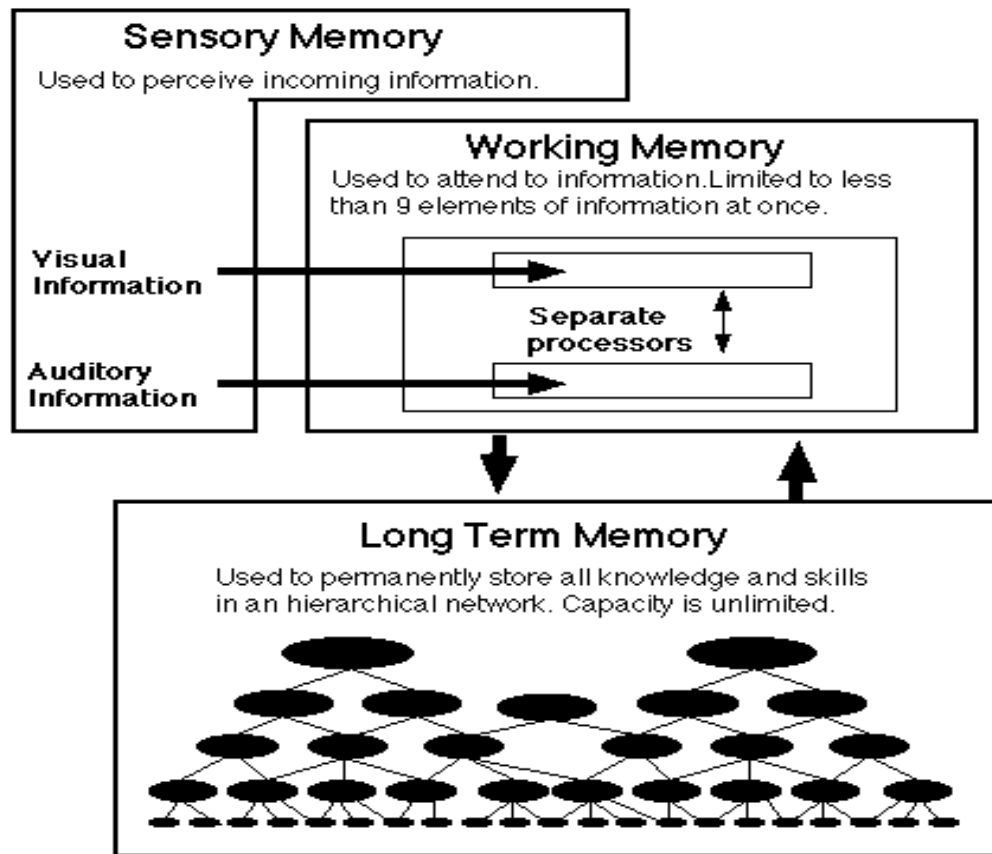 Sensory Memory
Used to perceive incoming information.
Working Memory
Used to attend to information.Limited to less
than 9 elements of information at once.
Visual
Information
Separate
processors
Auditory
Information
Long Term Memory
Used to permanently store all knowledge and skills
in an hierarchical network. Capacity is unlimited.